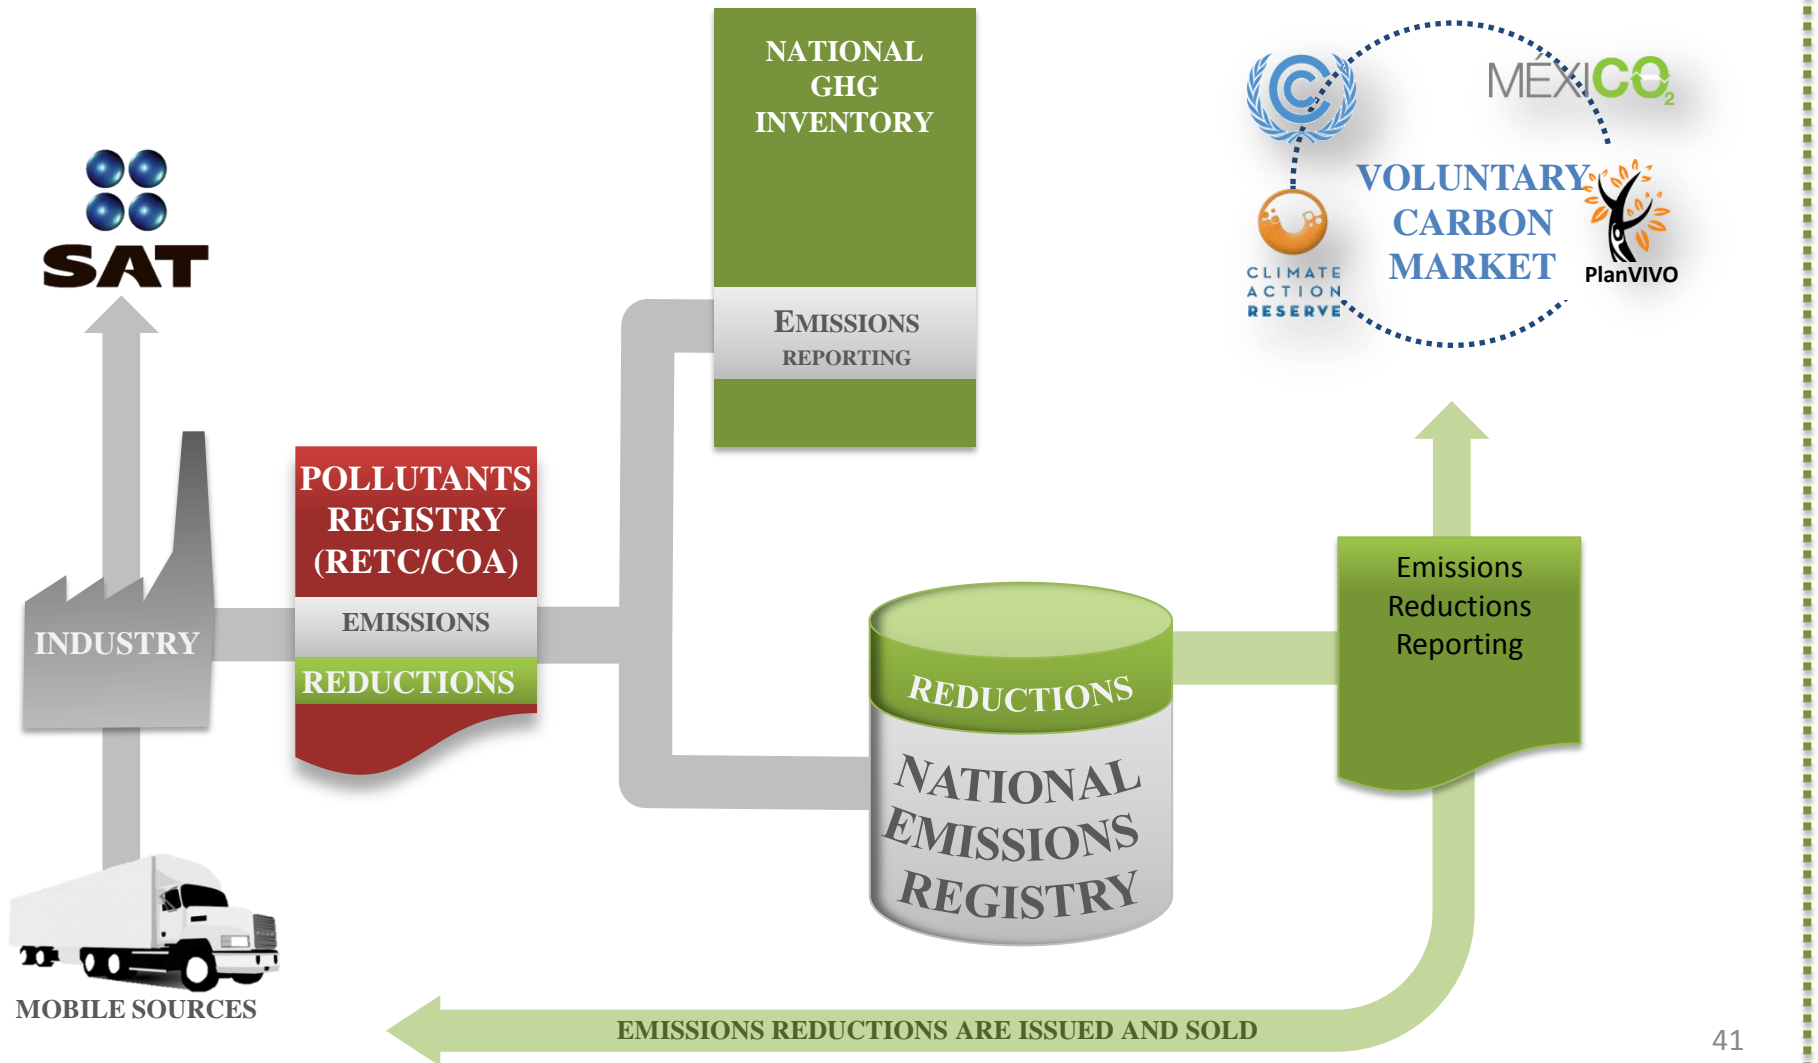 NATIONAL
GHG
INVENTORY
EMISSIONS
REPORTING
SAT
MÉXICO2
VOLUNTARY
CARBON
MARKET
CLIMATE
ACTION
RESERVE
PlanVIVO
POLLUTANTS
REGISTRY
(RETC/COA)
EMISSIONS
REDUCTIONS
INDUSTRY
Emissions
Reductions
Reporting
REDUCTIONS
NATIONAL
EMISSIONS
REGISTRY
MOBILE SOURCES
EMISSIONS REDUCTIONS ARE ISSUED AND SOLD
41